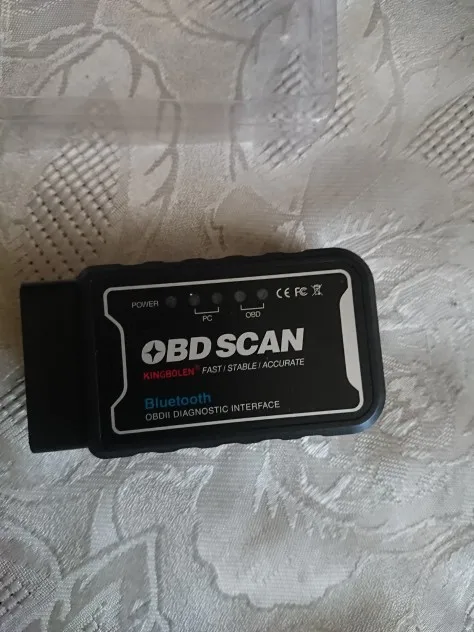 POWER
PC
OBD
CE FC
OBD SCAN
KINGBOLEN® FAST / STABLE / ACCURATE
Bluetooth
OBDII DIAGNOSTIC INTERFACE